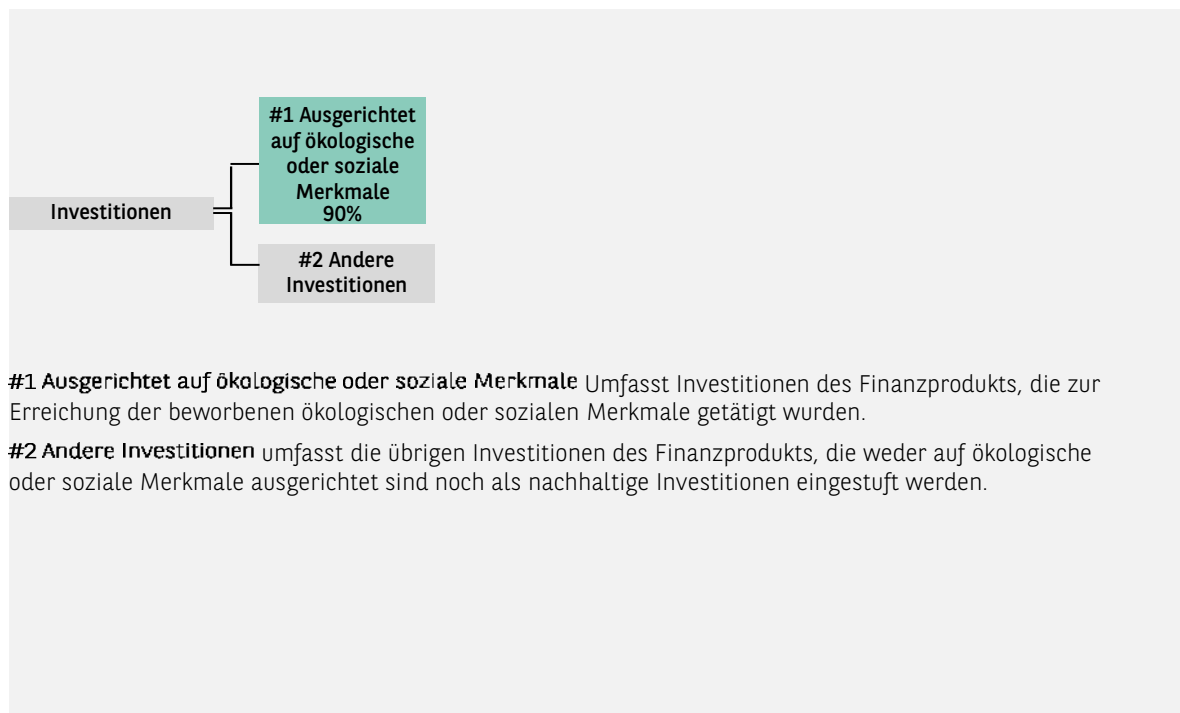 #1 Ausgerichtet
auf ökologische
oder soziale
Merkmale
90%
Investitionen
#2 Andere
Investitionen
#1 Ausgerichtet auf ökologische oder soziale Merkmale Umfasst Investitionen des Finanzprodukts, die zur
Erreichung der beworbenen ökologischen oder sozialen Merkmale getätigt wurden.
#2 Andere Investitionen umfasst die übrigen Investitionen des Finanzprodukts, die weder auf ökologische
oder soziale Merkmale ausgerichtet sind noch als nachhaltige Investitionen eingestuft werden.